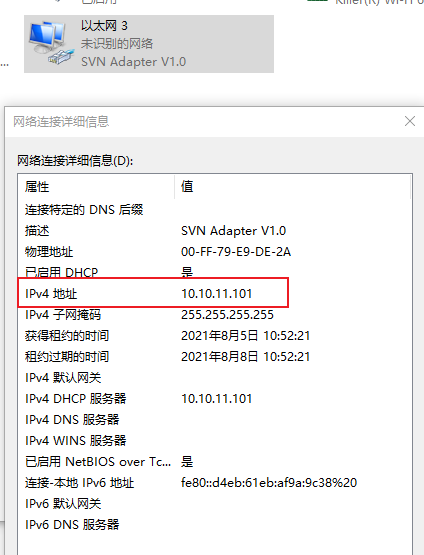 已启用
Killer(R) Wi-Fi 6
以太网 3
未识别的网络
SVN Adapter V1.0
...
网络连接详细信息
网络连接详细信息(D):
属性 值
连接特定的 DNS 后缀
描述 SVN Adapter V1.0
物理地址 00-FF-79-E9-DE-2A
已启用 DHCP 是
IPv4 地址 10.10.11.101
IPv4 子网掩码 255.255.255.255
获得租约的时间 2021年8月5日 10:52:21
租约过期的时间 2021年8月8日 10:52:21
IPv4 默认网关
IPv4 DHCP 服务器 10.10.11.101
IPv4 DNS 服务器
IPv4 WINS 服务器
已启用 NetBIOS over Tc... 是
连接-本地 IPv6 地址 fe80::d4eb:61eb:af9a:9c38%20
IPv6 默认网关
IPv6 DNS 服务器